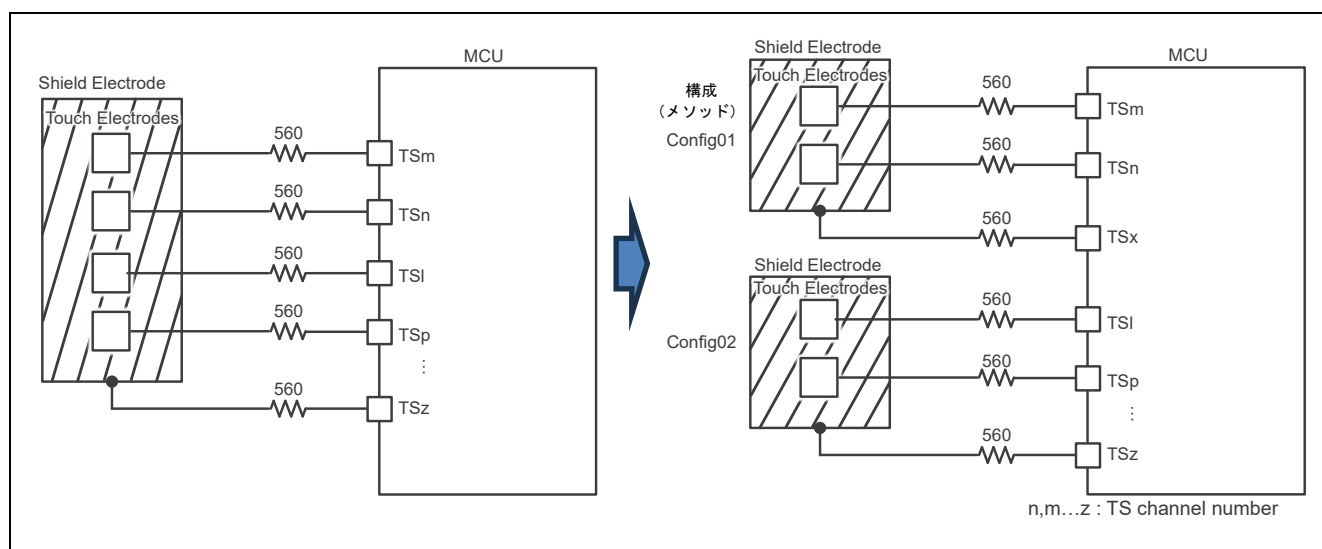 MCU
Shield Electrode
Touch Electrodes
560
TSm
560
TSn
560
TSl
560
TSp
⋮
560
TSz
MCU
Shield Electrode
Touch Electrodes
構成
(メソッド)
Config01
560
TSm
560
TSn
560
TSx
Shield Electrode
Touch Electrodes
Config02
560
TSl
560
TSp
⋮
560
TSz
n,m…z : TS channel number